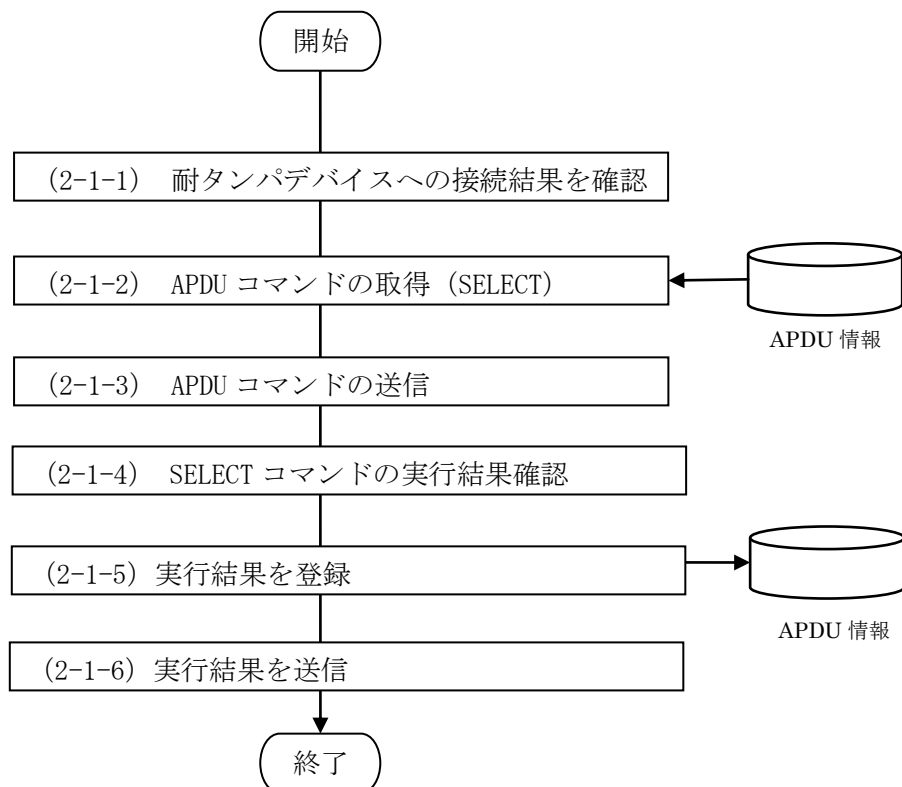 開始
(2-1-1) 耐タンパデバイスへの接続結果を確認
(2-1-2) APDU コマンドの取得（SELECT）
APDU 情報
(2-1-3) APDU コマンドの送信
(2-1-4) SELECT コマンドの実行結果確認
(2-1-5) 実行結果を登録
APDU 情報
(2-1-6) 実行結果を送信
終了